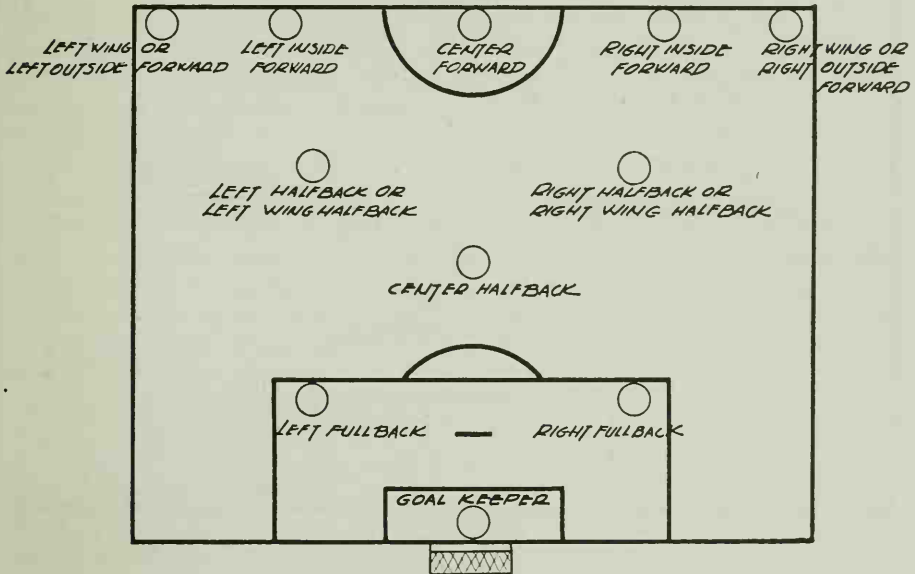 LEFT WING OR
LEFT OUTSIDE FORWARD
LEFT INSIDE
FORWARD
CENTER
FORWARD
RIGHT INSIDE
FORWARD
RIGHT WING OR
RIGHT OUTSIDE
FORWARD
LEFT HALFBACK OR
LEFT WING HALFBACK
RIGHT HALFBACK OR
RIGHT WING HALFBACK
CENTER HALFBACK
LEFT FULLBACK
RIGHT FULLBACK
GOAL KEEPER